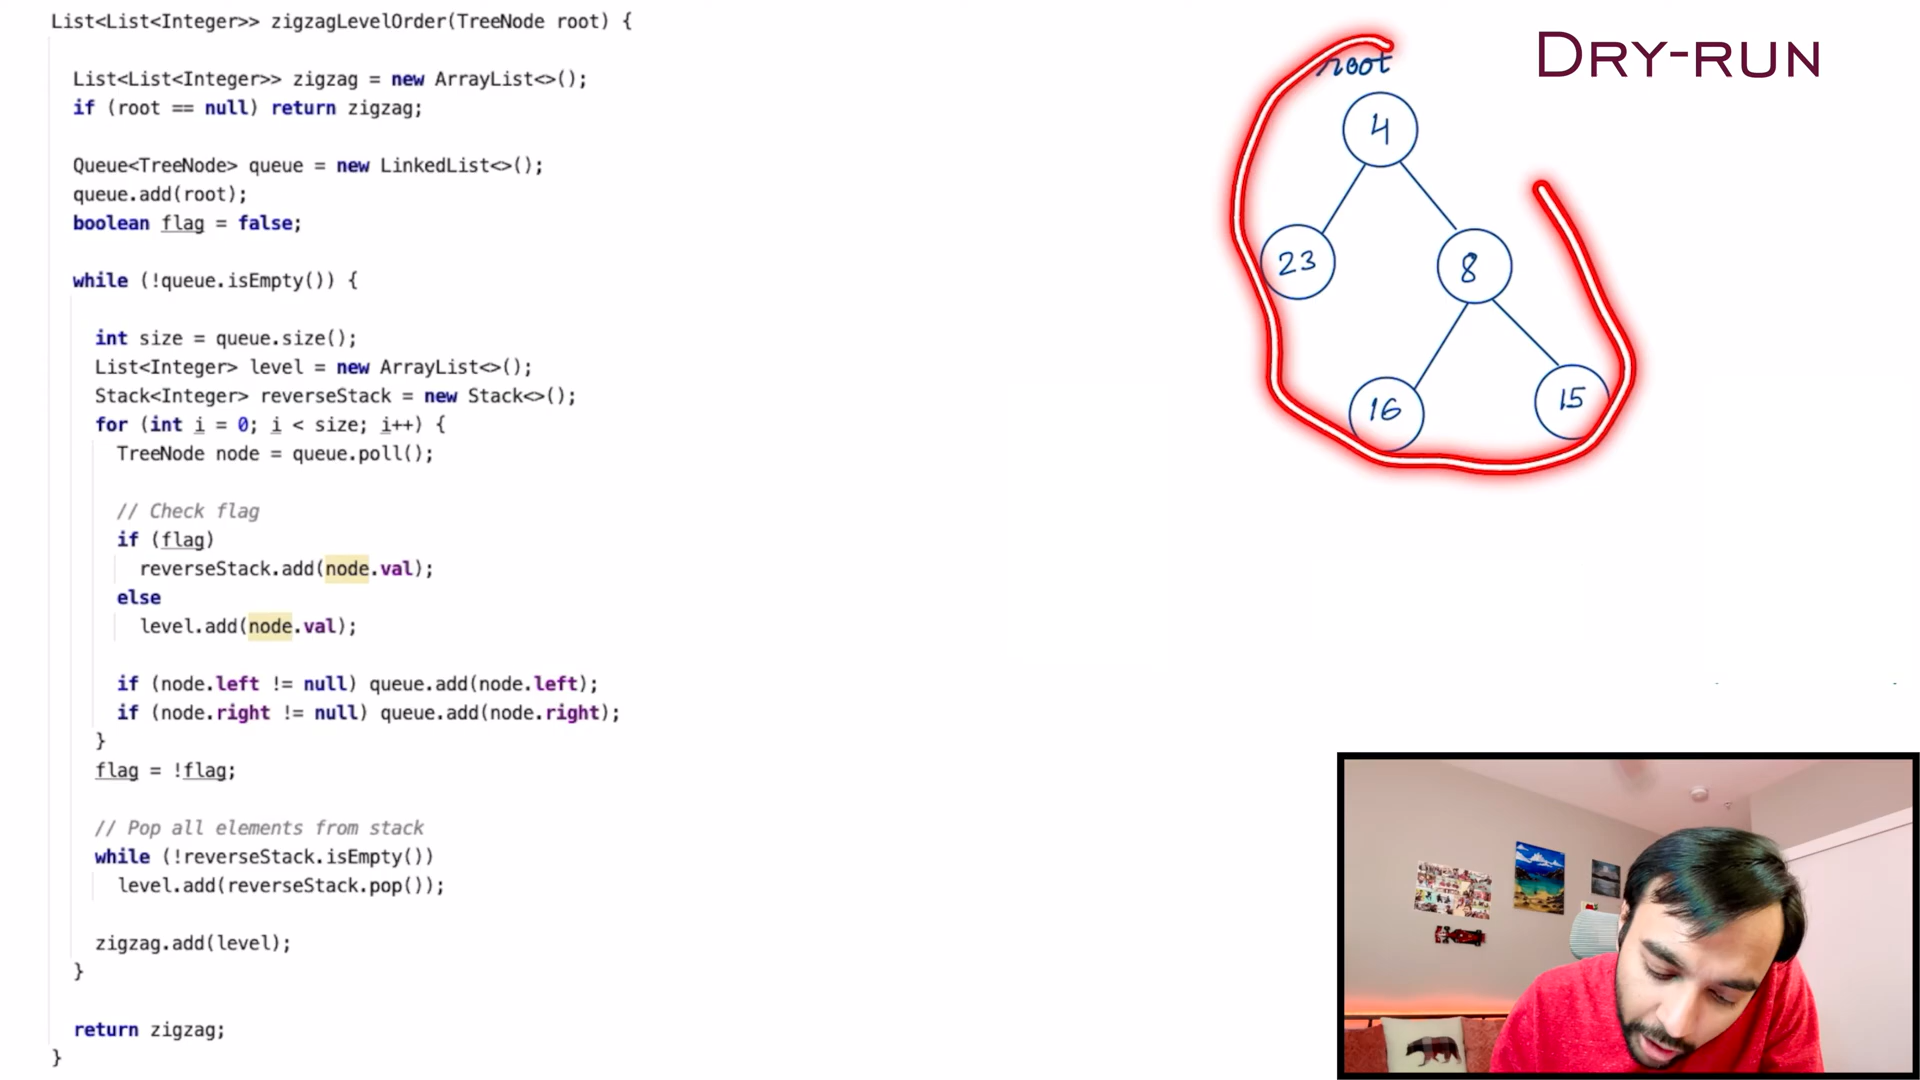 List<List<Integer>> zigzagLevelOrder(TreeNode root) {
List<List<Integer>> zigzag = new ArrayList<>();
if (root == null) return zigzag;
Queue<TreeNode> queue = new LinkedList<>();
queue.add(root);
boolean flag = false;
while (!queue.isEmpty()) {
int size = queue.size();
List<Integer> level = new ArrayList<>();
Stack<Integer> reverseStack = new Stack<>();
for (int i = 0; i < size; i++) {
TreeNode node = queue.poll();
// Check flag
if (flag)
reverseStack.add(node.val);
else
level.add(node.val);
if (node.left != null) queue.add(node.left);
if (node.right != null) queue.add(node.right);
}
flag = !flag;
// Pop all elements from stack
while (!reverseStack.isEmpty())
level.add(reverseStack.pop());
zigzag.add(level);
}
return zigzag;
}
DRY-RUN
root
4
23
8
16
15